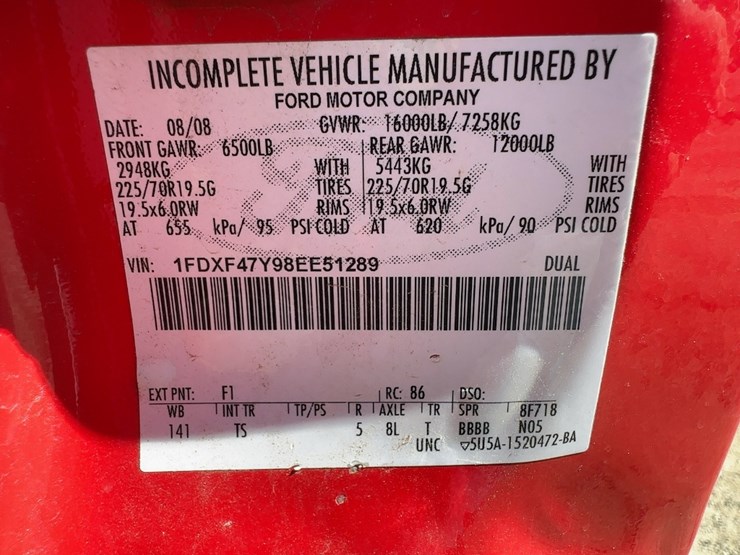 INCOMPLETE VEHICLE MANUFACTURED BY
FORD MOTOR COMPANY
DATE: 08/08 GVWR: 16000LB/7258KG
FRONT GAWR: 6500LB REAR GAWR: 12000LB
2948KG WITH 5443KG WITH
225/70R19.5G TIRES 225/70R19.5G TIRES
19.5x6.0RW RIMS 19.5x6.0RW RIMS
AT 655 kPa/ 95 PSI COLD AT 620 kPa/ 90 PSI COLD
VIN: 1FDXF47Y98EE51289 DUAL
EXT PNT: F1 RC: 86 DSO:
WB INT TR TP/PS R AXLE TR SPR 8F718
141 TS 5 8L T BBBB N05
UNC ▽5U5A-1520472-BA